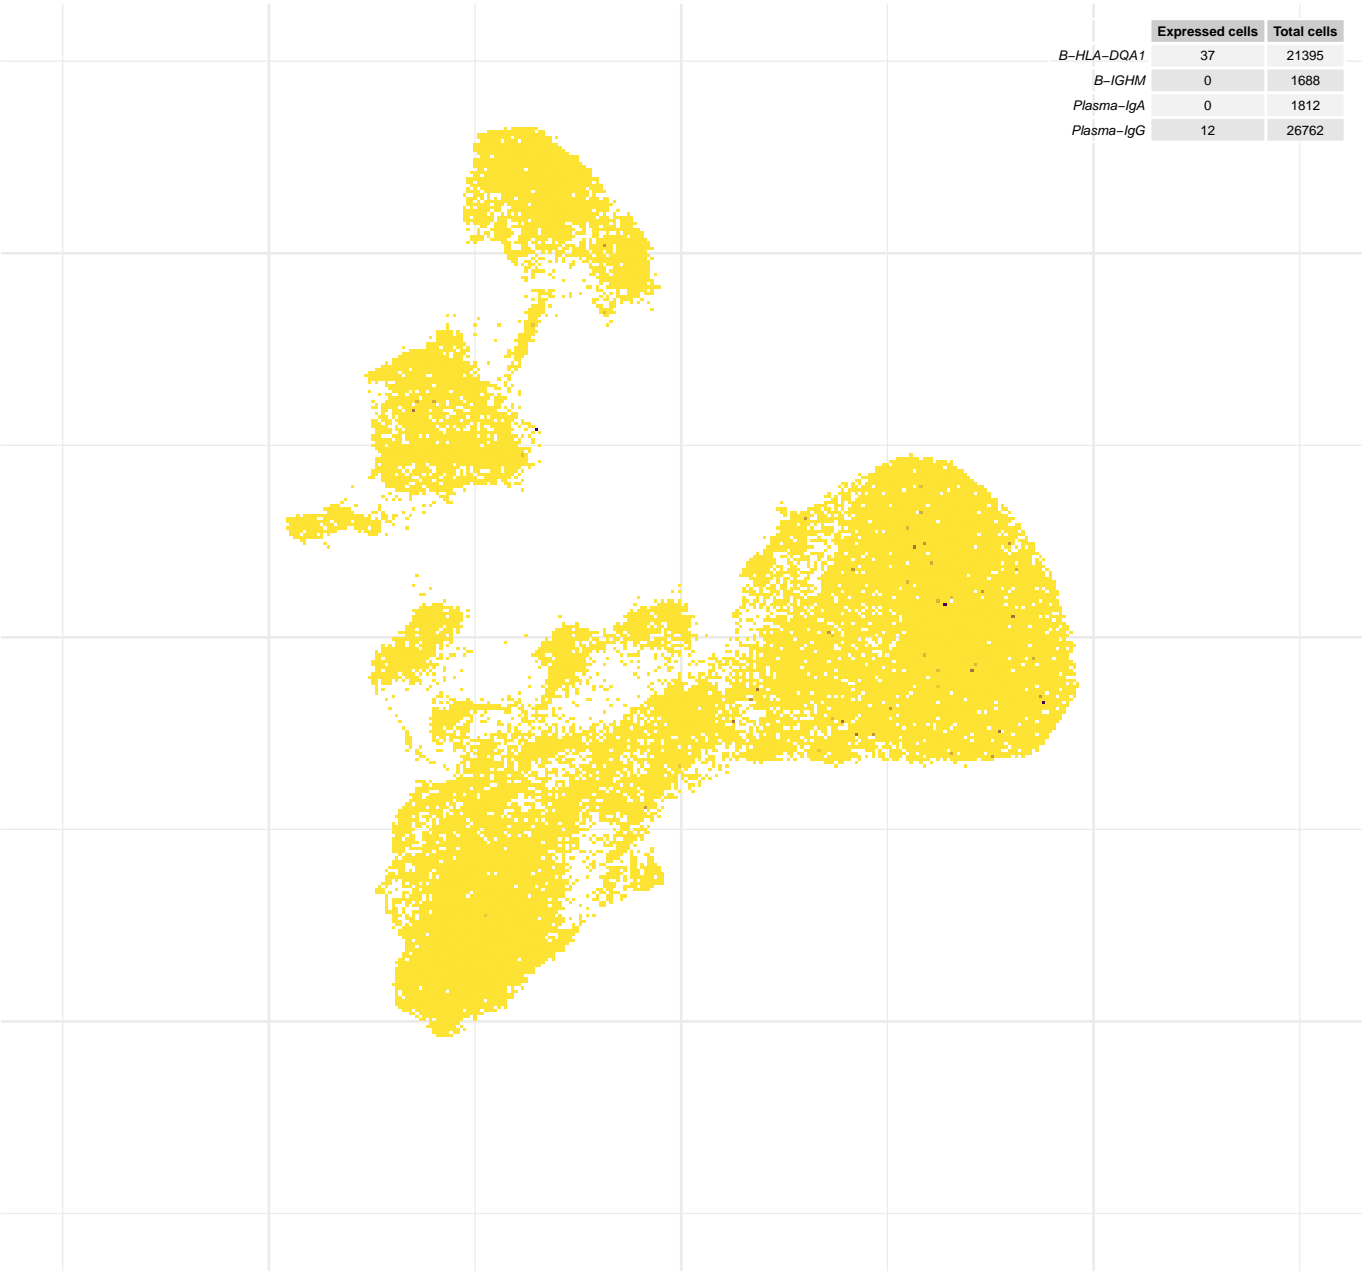 Expressed cells Total cells
B-HLA-DQA1 37 21395
B-IGHM 0 1688
Plasma-IgA 0 1812
Plasma-IgG 12 26762